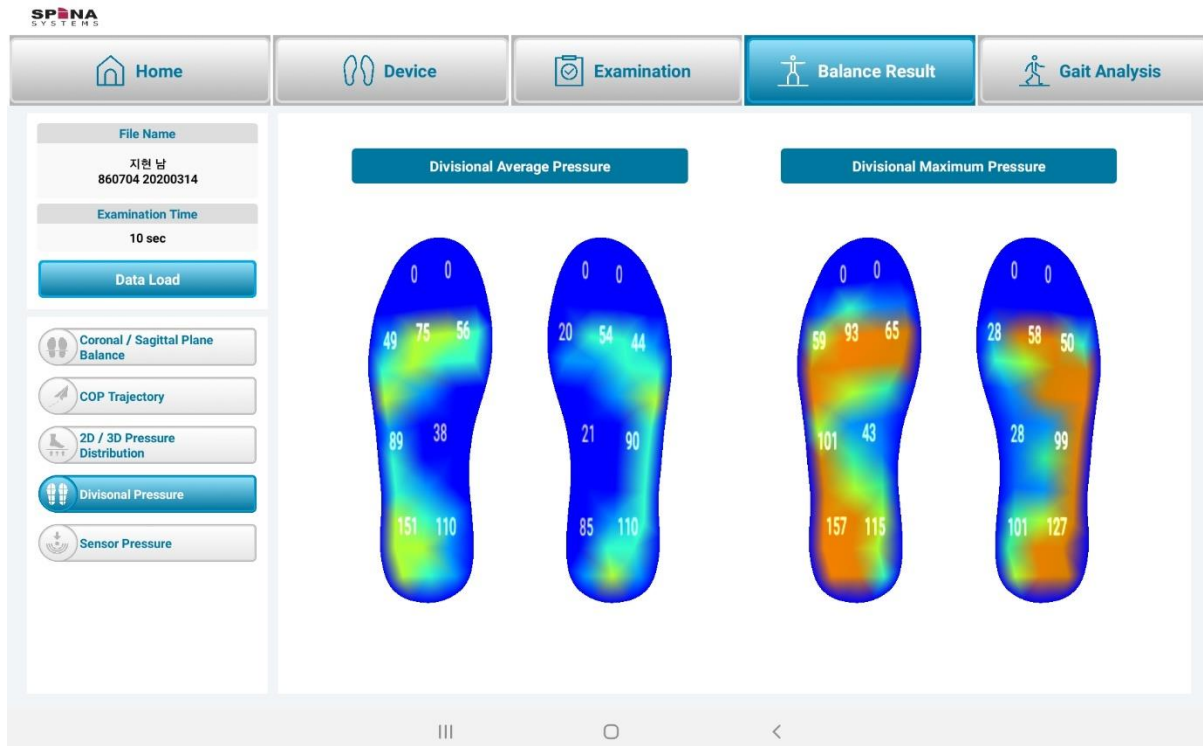 SPINA
SYSTEMS
Home
Device
Examination
Balance Result
Gait Analysis
File Name
지현 남
860704 20200314
Examination Time
10 sec
Data Load
Coronal / Sagittal Plane
Balance
COP Trajectory
2D / 3D Pressure
Distribution
Divisonal Pressure
Sensor Pressure
Divisional Average Pressure
0 0 0 0
49 75 56 20 54 44
89 38 21 90
151 110 85 110
Divisional Maximum Pressure
0 0 0 0
59 93 65 28 58 50
101 43 28 99
157 115 101 127